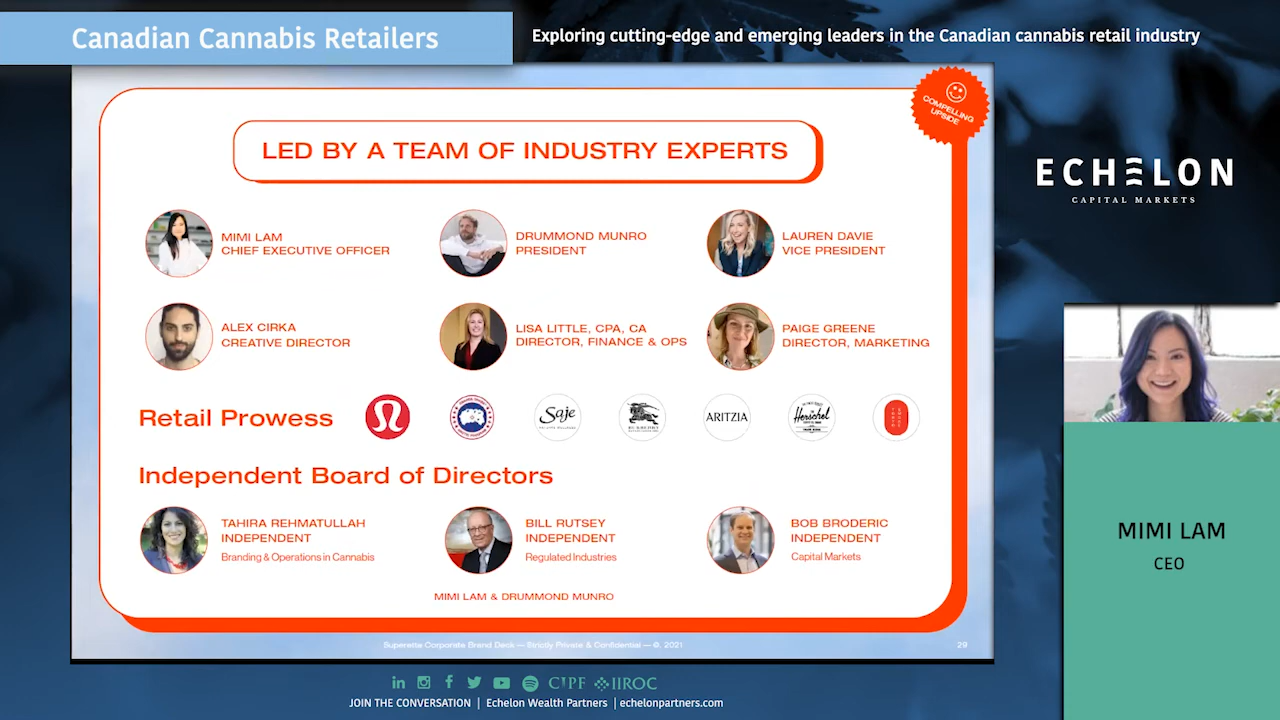 Canadian Cannabis Retailers
Exploring cutting-edge and emerging leaders in the Canadian cannabis retail industry
COMPELLING
UPSIDE
LED BY A TEAM OF INDUSTRY EXPERTS
ECHELON
CAPITAL MARKETS
MIMI LAM
CHIEF EXECUTIVE OFFICER
DRUMMOND MUNRO
PRESIDENT
LAUREN DAVIE
VICE PRESIDENT
ALEX CIRKA
CREATIVE DIRECTOR
LISA LITTLE, CPA, CA
DIRECTOR, FINANCE & OPS
PAIGE GREENE
DIRECTOR, MARKETING
Retail Prowess
Saje
ARITZIA
Herschel
Independent Board of Directors
TAHIRA REHMATULLAH
INDEPENDENT
Branding & Operations in Cannabis
BILL RUTSEY
INDEPENDENT
Regulated Industries
BOB BRODERIC
INDEPENDENT
Capital Markets
MIMI LAM & DRUMMOND MUNRO
MIMI LAM
CEO
Superette Corporate Brand Deck — Strictly Private & Confidential — ©, 2021
29
CIPF IIROC
JOIN THE CONVERSATION | Echelon Wealth Partners | echelonpartners.com